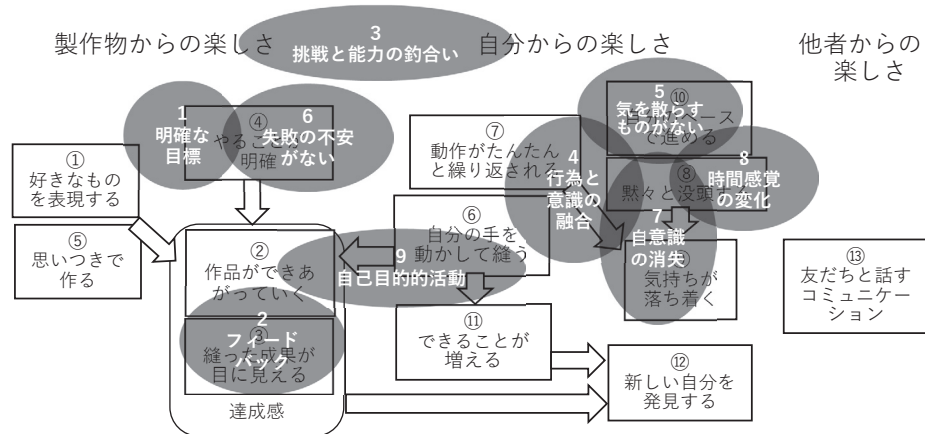 製作物からの楽しさ
3
挑戦と能力の釣合い
自分からの楽しさ
他者からの
楽しさ
1
明確な
目標
④
やること
明確
6
失敗の不安
がない
5
気を散らす
ものがない
⑩
ペース
で進める
①
好きなもの
を表現する
⑦
動作がたんたん
と繰り返される
4
行為と
意識の
融合
⑧
黙々と没頭す
8
時間感覚
の変化
⑤
思いつきで
作る
②
作品ができあ
がっていく
⑥
自分の手を
動かして縫う
9
自己目的的活動
7
自意識
の消失
気持ちが
落ち着く
⑬
友だちと話す
コミュニケー
ション
2
フィード
バック
③
縫った成果が
目に見える
達成感
⑪
できることが
増える
⑫
新しい自分を
発見する